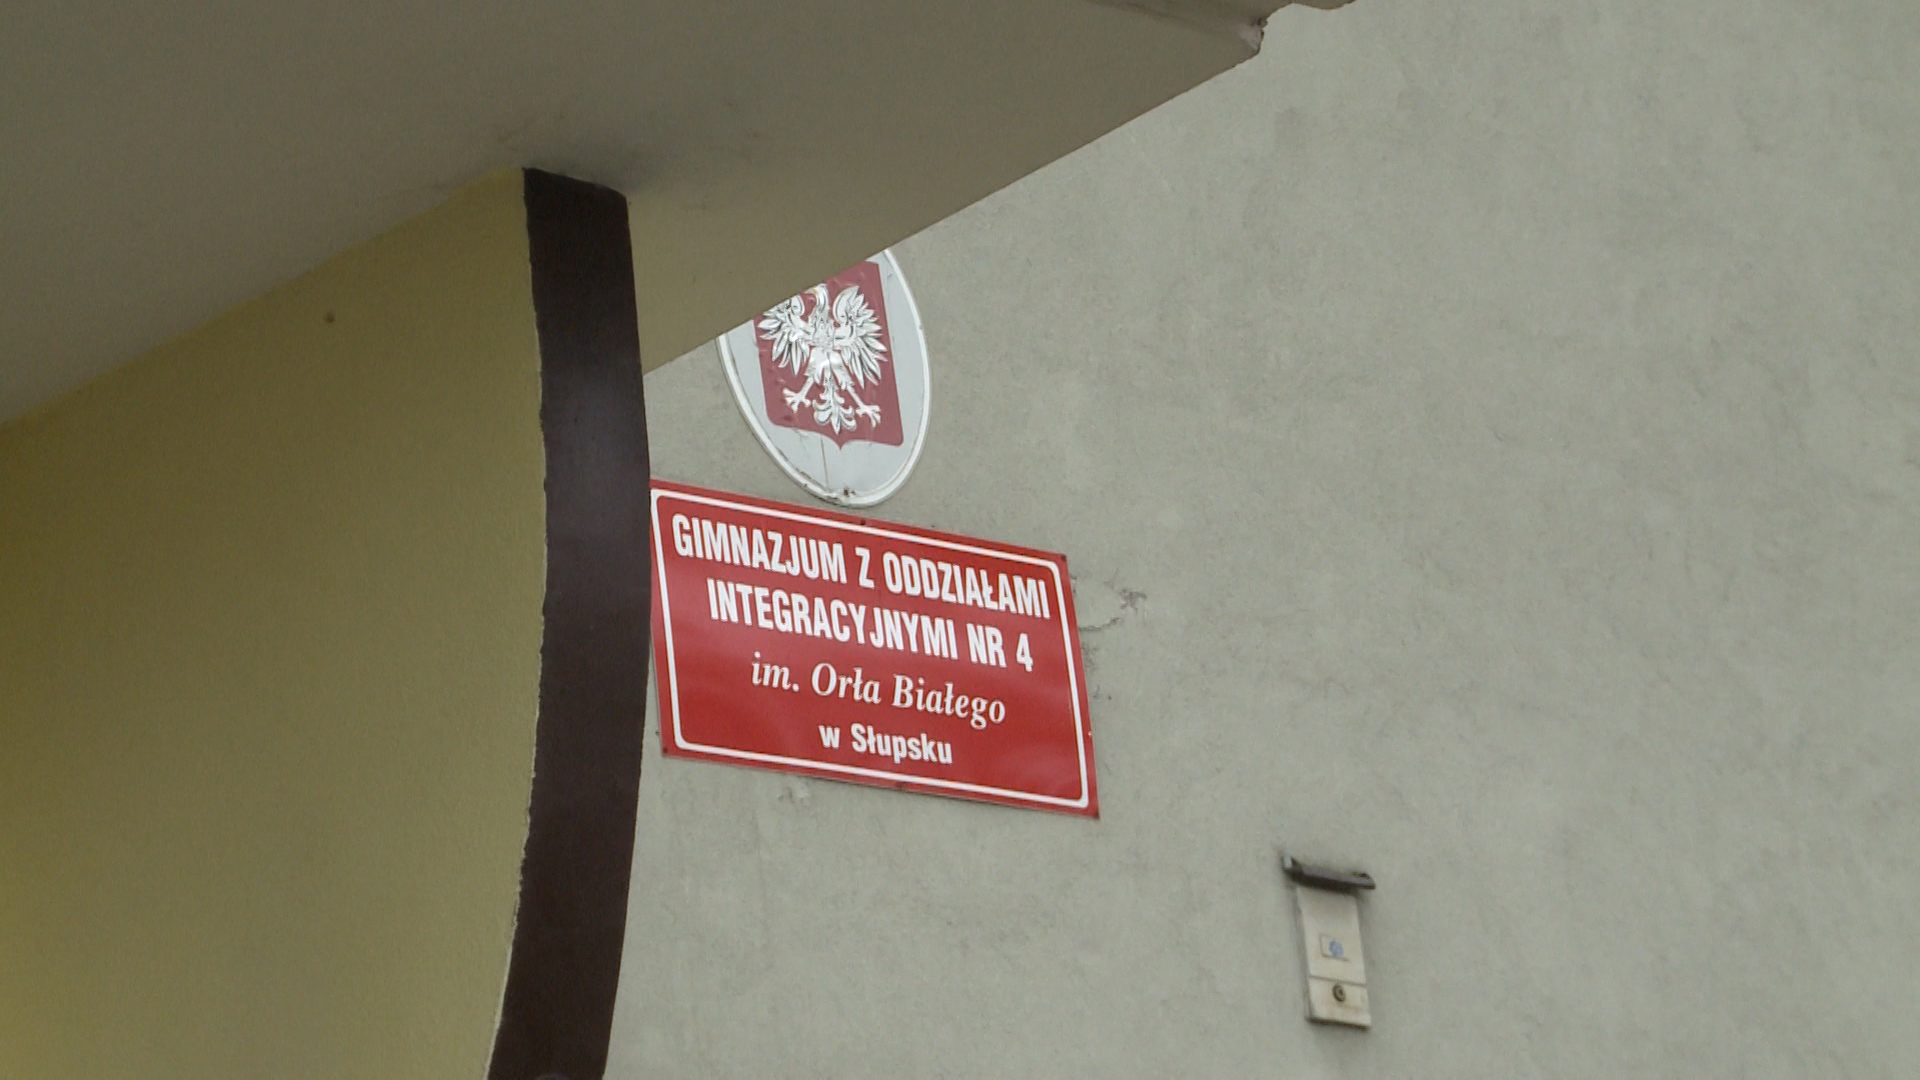 GIMNAZJUM Z ODDZIAŁAMI
INTEGRACYJNYMI NR 4
im. Orła Białego
w Słupsku